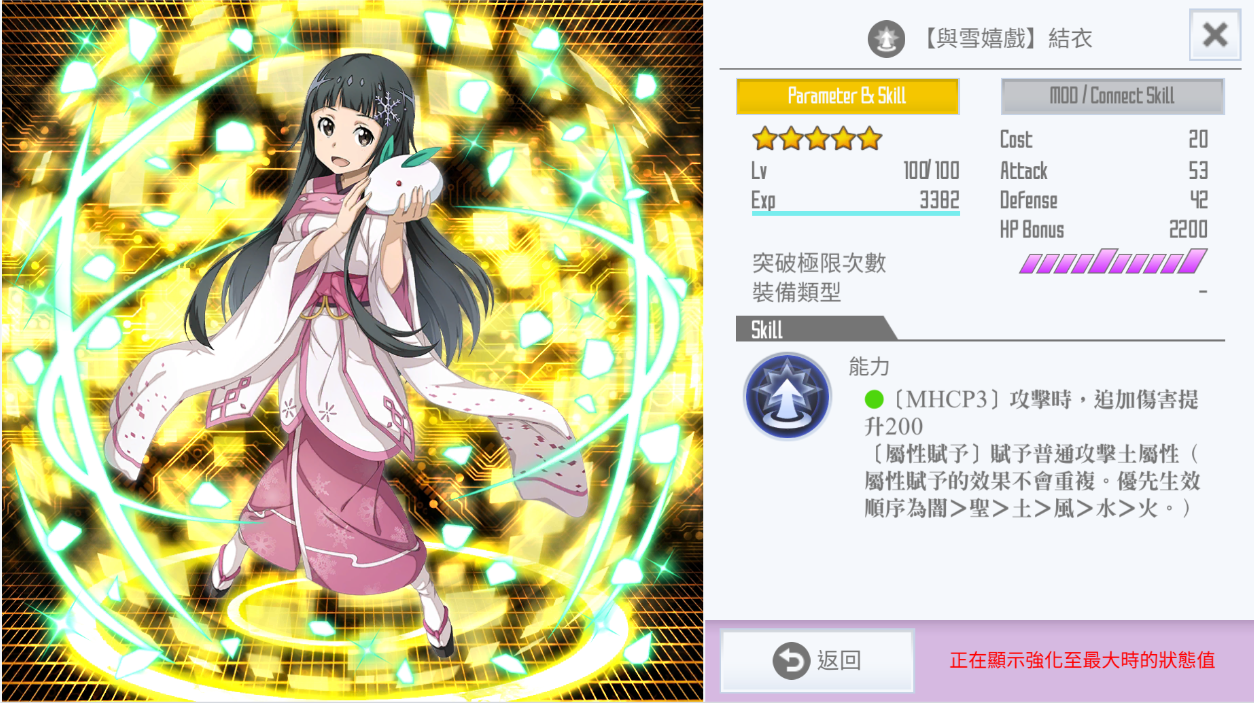 【與雪嬉戲】結衣
Parameter & Skill
MOD / Connect Skill
Lv 100/100
Exp 3382
Cost 20
Attack 53
Defense 42
HP Bonus 2200
突破極限次數
裝備類型 -
Skill
能力
〔MHCP3〕攻擊時，追加傷害提
升200
〔屬性賦予〕賦予普通攻擊土屬性（
屬性賦予的效果不會重複。優先生效
順序為闇＞聖＞土＞風＞水＞火。）
返回
正在顯示強化至最大時的狀態值